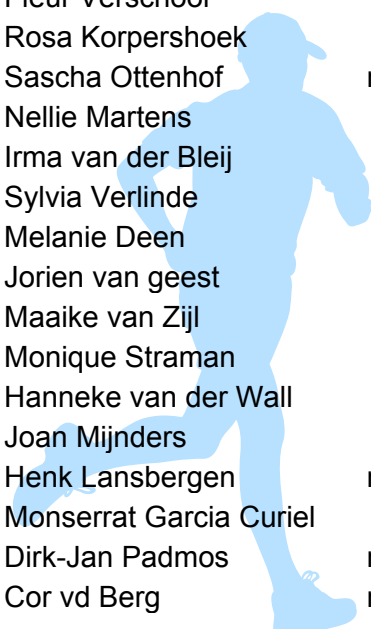 Fleur Verschoor
Rosa Korpershoek
Sascha Ottenhof
Nellie Martens
Irma van der Bleij
Sylvia Verlinde
Melanie Deen
Jorien van geest
Maaike van Zijl
Monique Straman
Hanneke van der Wall
Joan Mijnders
Henk Lansbergen
Monserrat Garcia Curiel
Dirk-Jan Padmos
Cor vd Berg